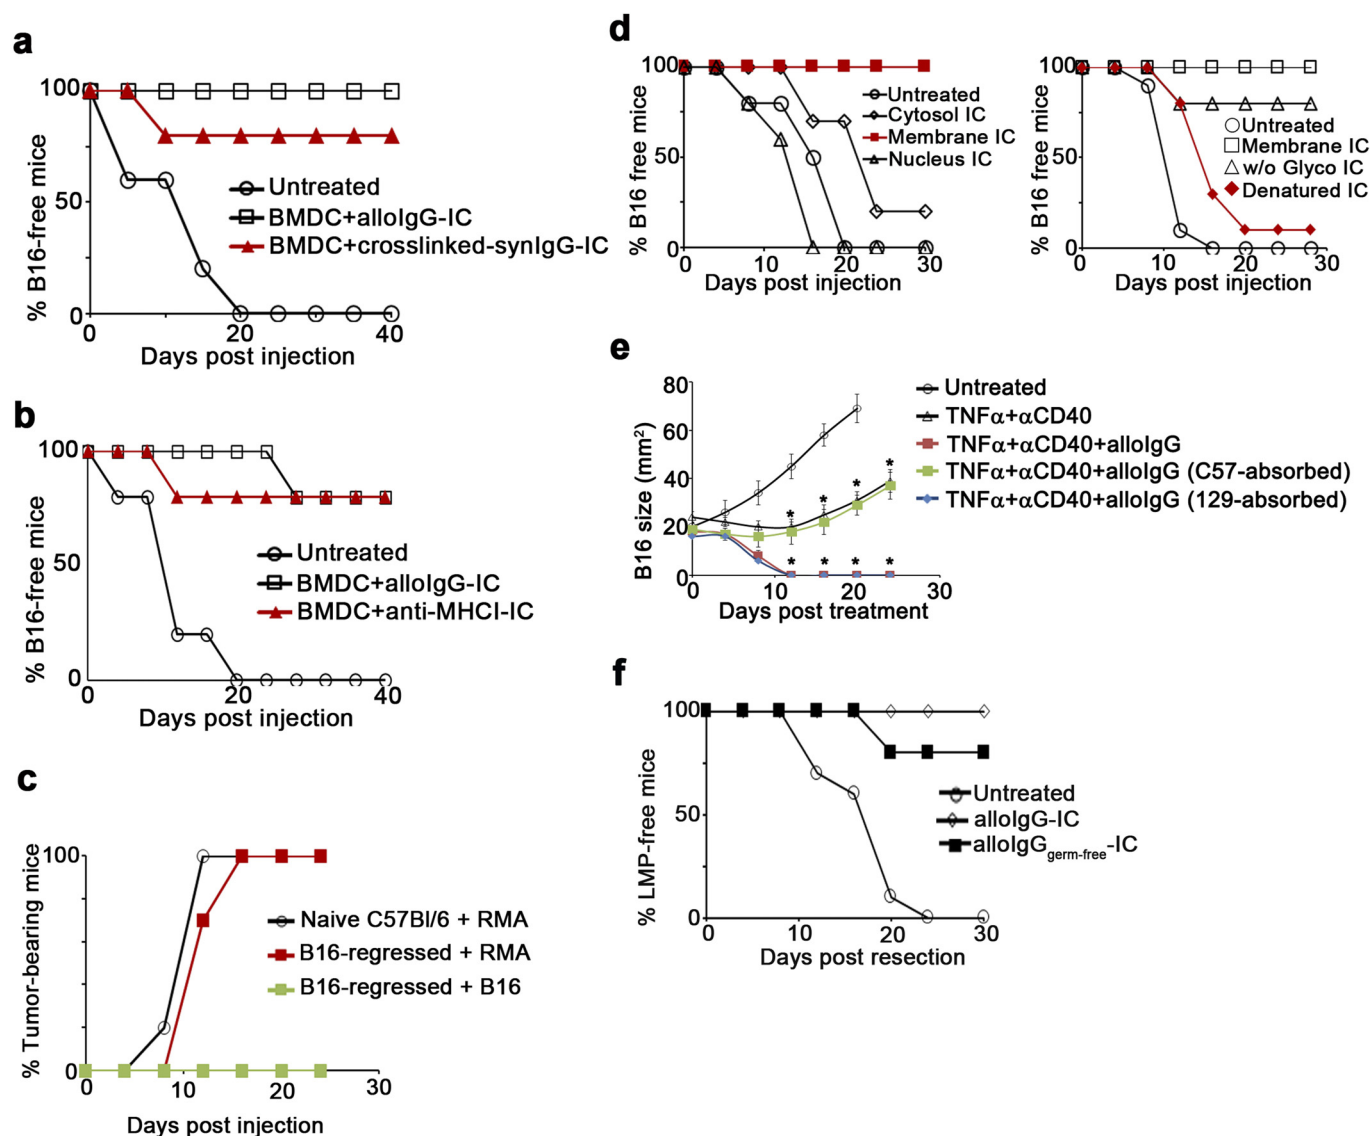 a
% B16-free mice
100
50
0
0
20
40
Days post injection
Untreated
BMDC+alloIgG-IC
BMDC+crosslinked-synIgG-IC
b
% B16-free mice
100
50
0
0
20
40
Days post injection
Untreated
BMDC+alloIgG-IC
BMDC+anti-MHCI-IC
c
% Tumor-bearing mice
100
0
0
10
20
30
Days post injection
Naive C57Bl/6 + RMA
B16-regressed + RMA
B16-regressed + B16
d
% B16 free mice
100
50
0
0
10
20
30
Days post injection
Untreated
Cytosol IC
Membrane IC
Nucleus IC
% B16 free mice
100
50
0
0
10
20
30
Days post injection
Untreated
Membrane IC
w/o Glyco IC
Denatured IC
e
B16 size (mm²)
80
60
40
20
0
0
10
20
30
Days post treatment
* * * *
* * * *
Untreated
TNFα+αCD40
TNFα+αCD40+alloIgG
TNFα+αCD40+alloIgG (C57-absorbed)
TNFα+αCD40+alloIgG (129-absorbed)
f
% LMP-free mice
100
50
0
0
10
20
30
Days post resection
Untreated
alloIgG-IC
alloIgGgerm-free-IC